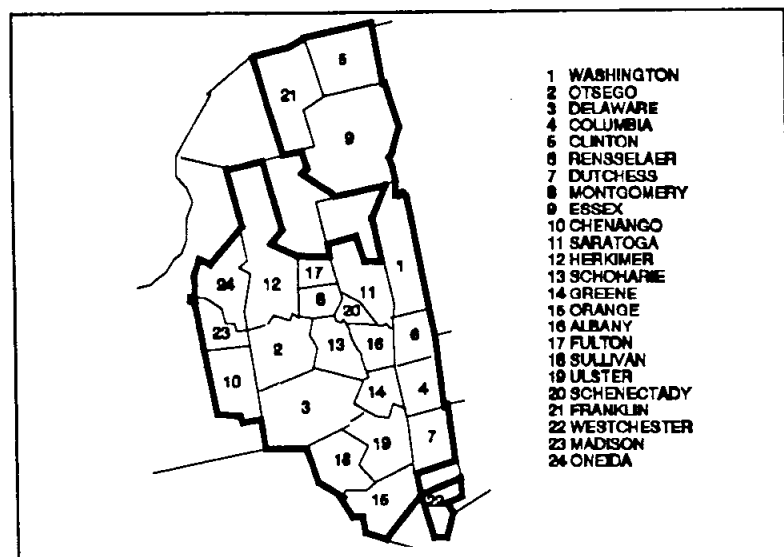 5
21
9
1
17
24
12
8
11
20
23
6
2
13
16
10
14
4
3
19
7
18
15
22
1 WASHINGTON
2 OTSEGO
3 DELAWARE
4 COLUMBIA
5 CLINTON
6 RENSSELAER
7 DUTCHESS
8 MONTGOMERY
9 ESSEX
10 CHENANGO
11 SARATOGA
12 HERKIMER
13 SCHOHARIE
14 GREENE
15 ORANGE
16 ALBANY
17 FULTON
18 SULLIVAN
19 ULSTER
20 SCHENECTADY
21 FRANKLIN
22 WESTCHESTER
23 MADISON
24 ONEIDA